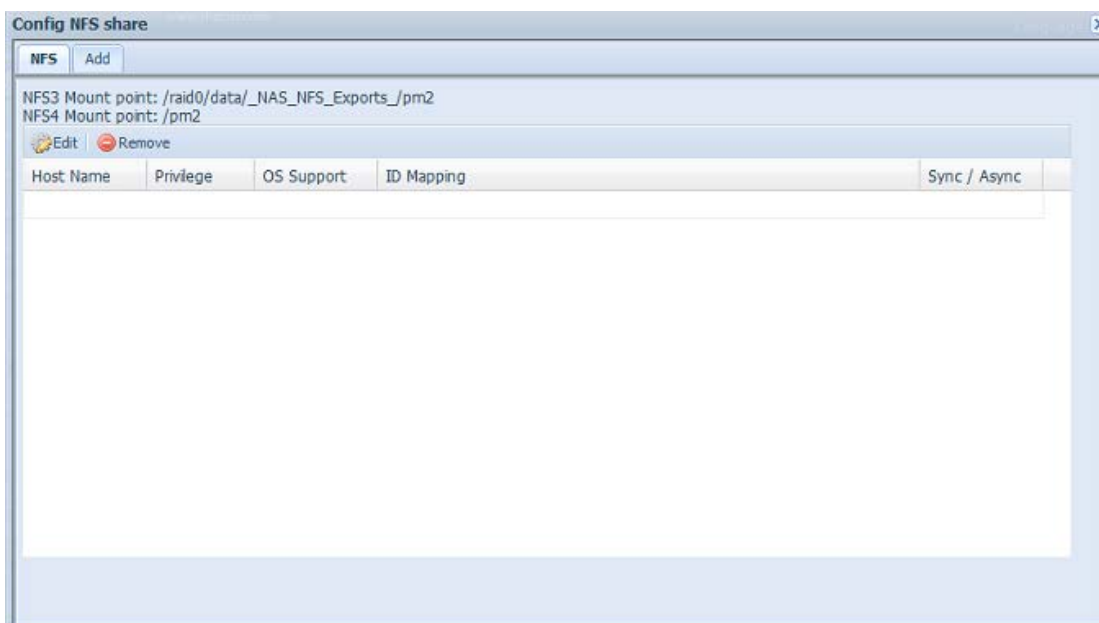 Config NFS share
NFS Add
NFS3 Mount point: /raid0/data/_NAS_NFS_Exports_/pm2
NFS4 Mount point: /pm2
Edit Remove
Host Name Privilege OS Support ID Mapping Sync / Async